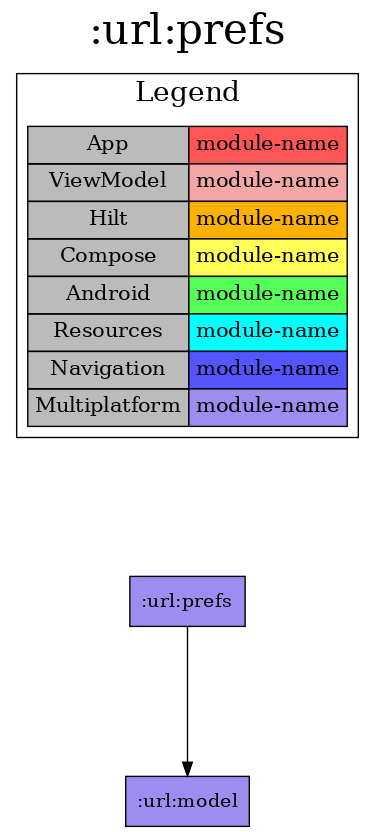 :url:prefs
Legend
App module-name
ViewModel module-name
Hilt module-name
Compose module-name
Android module-name
Resources module-name
Navigation module-name
Multiplatform module-name
:url:prefs
:url:model